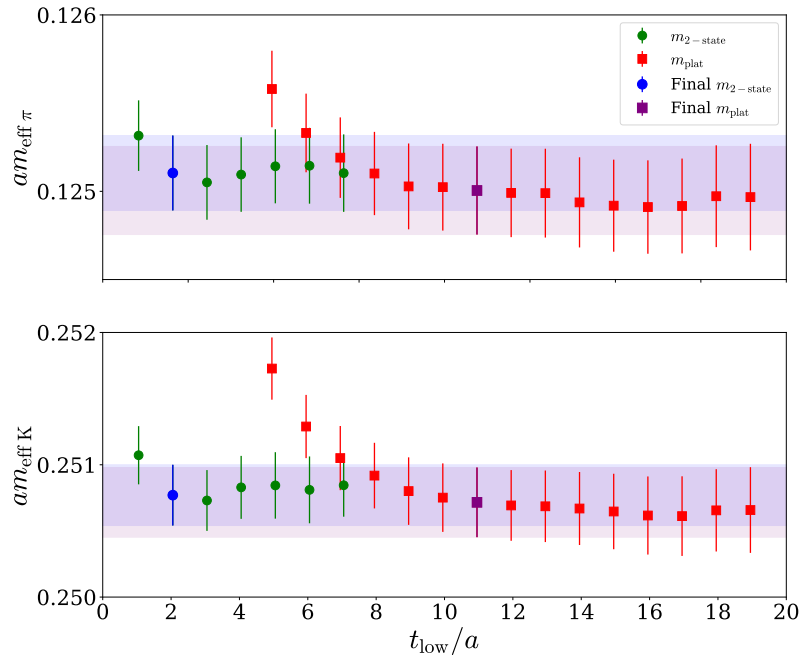 0.126
0.125
am_eff π
m_2−state
m_plat
Final m_2−state
Final m_plat
0.252
0.251
0.250
am_eff K
0 2 4 6 8 10 12 14 16 18 20
t_low/a